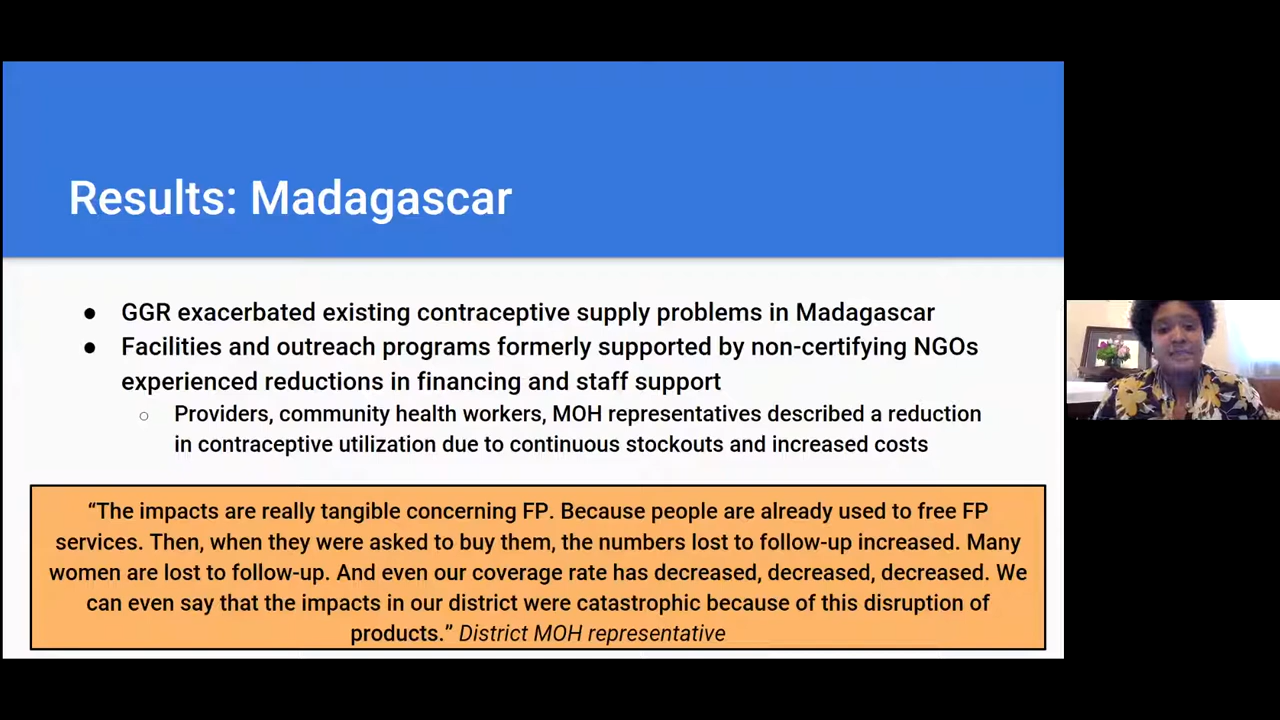 Results: Madagascar
● GGR exacerbated existing contraceptive supply problems in Madagascar
● Facilities and outreach programs formerly supported by non-certifying NGOs
experienced reductions in financing and staff support
○ Providers, community health workers, MOH representatives described a reduction
in contraceptive utilization due to continuous stockouts and increased costs
“The impacts are really tangible concerning FP. Because people are already used to free FP
services. Then, when they were asked to buy them, the numbers lost to follow-up increased. Many
women are lost to follow-up. And even our coverage rate has decreased, decreased, decreased. We
can even say that the impacts in our district were catastrophic because of this disruption of
products.” District MOH representative